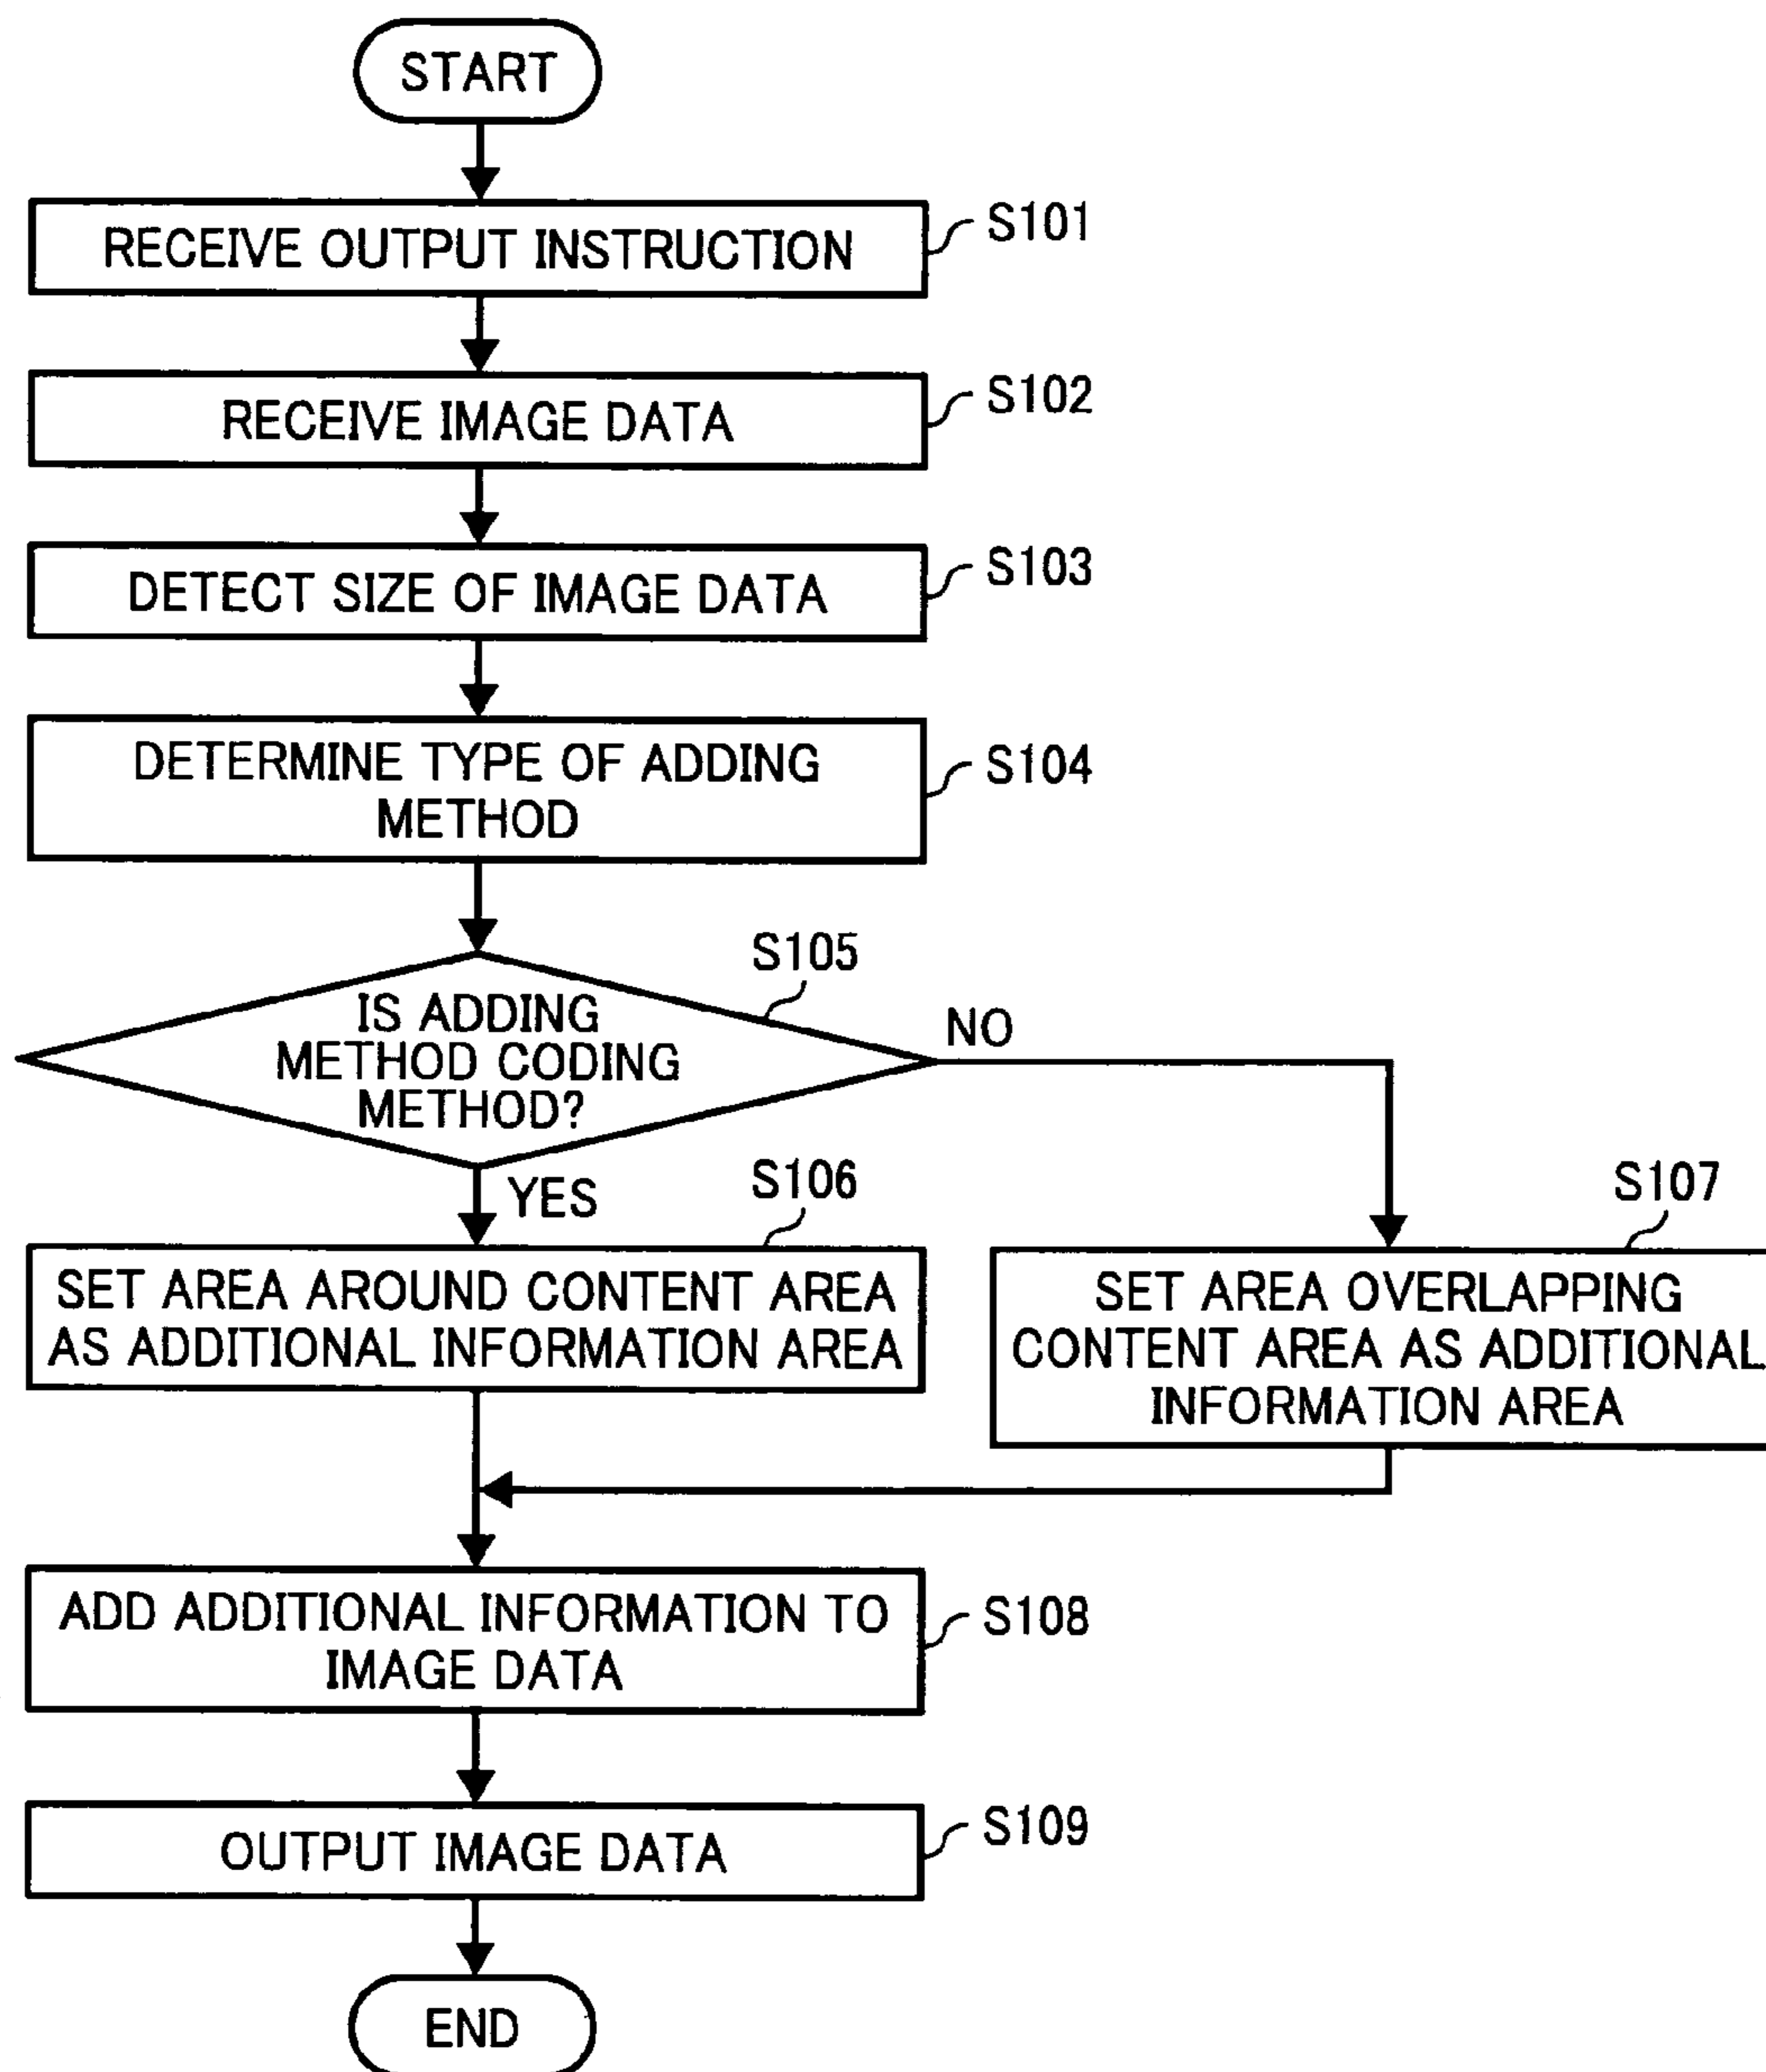 START
RECEIVE OUTPUT INSTRUCTION
S101
RECEIVE IMAGE DATA
S102
DETECT SIZE OF IMAGE DATA
S103
DETERMINE TYPE OF ADDING
METHOD
S104
S105
IS ADDING
METHOD CODING
METHOD?
NO
YES
S106
SET AREA AROUND CONTENT AREA
AS ADDITIONAL INFORMATION AREA
S107
SET AREA OVERLAPPING
CONTENT AREA AS ADDITIONAL
INFORMATION AREA
ADD ADDITIONAL INFORMATION TO
IMAGE DATA
S108
OUTPUT IMAGE DATA
S109
END